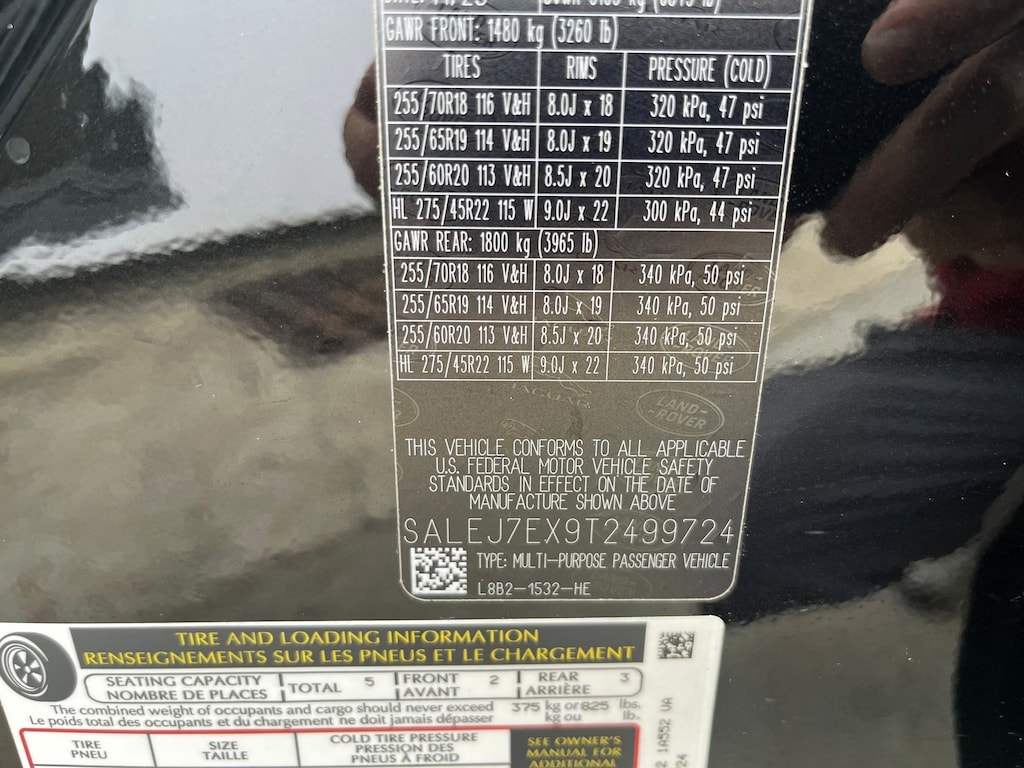 GAWR FRONT: 1480 kg (3260 lb)
TIRES RIMS PRESSURE (COLD)
255/70R18 116 V&H 8.0J x 18 320 kPa, 47 psi
255/65R19 114 V&H 8.0J x 19 320 kPa, 47 psi
255/60R20 113 V&H 8.5J x 20 320 kPa, 47 psi
HL 275/45R22 115 W 9.0J x 22 300 kPa, 44 psi
GAWR REAR: 1800 kg (3965 lb)
255/70R18 116 V&H 8.0J x 18 340 kPa, 50 psi
255/65R19 114 V&H 8.0J x 19 340 kPa, 50 psi
255/60R20 113 V&H 8.5J x 20 340 kPa, 50 psi
HL 275/45R22 115 W 9.0J x 22 340 kPa, 50 psi
LAND-
ROVER
THIS VEHICLE CONFORMS TO ALL APPLICABLE
U.S. FEDERAL MOTOR VEHICLE SAFETY
STANDARDS IN EFFECT ON THE DATE OF
MANUFACTURE SHOWN ABOVE
SALEJ7EX9T2499724
TYPE: MULTI-PURPOSE PASSENGER VEHICLE
L8B2-1532-HE
TIRE AND LOADING INFORMATION
RENSEIGNEMENTS SUR LES PNEUS ET LE CHARGEMENT
SEATING CAPACITY
NOMBRE DE PLACES
TOTAL 5
FRONT
AVANT
2
REAR
ARRIÈRE
3
The combined weight of occupants and cargo should never exceed 375 kg or 825 lbs.
Le poids total des occupants et du chargement ne doit jamais dépasser kg ou lb.
TIRE
PNEU
SIZE
TAILLE
COLD TIRE PRESSURE
PRESSION DES
PNEUS À FROID
SEE OWNER'S
MANUAL FOR
ADDITIONAL
1A552 VA